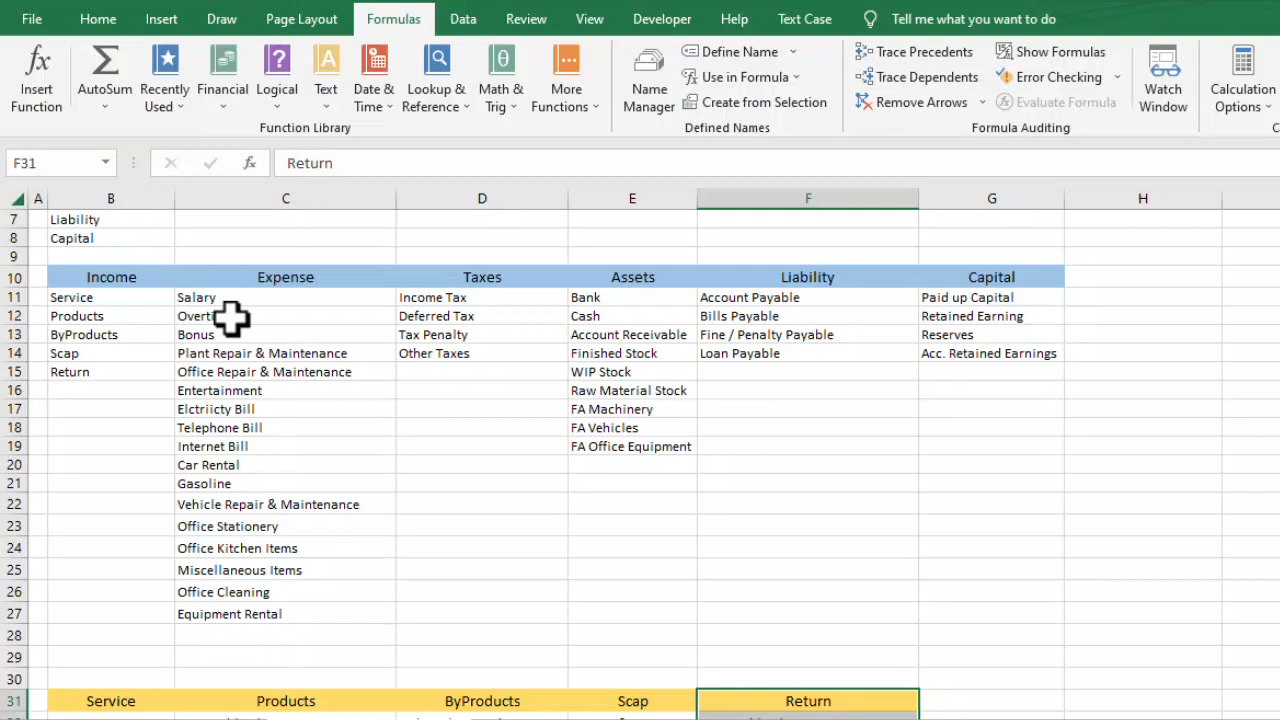 File Home Insert Draw Page Layout Formulas Data Review View Developer Help Text Case Tell me what you want to do
fx Σ ? A θ
Insert Function AutoSum Recently Used Financial Logical Text Date & Time Lookup & Reference Math & Trig More Functions
Function Library
Name Manager
Define Name
Use in Formula
Create from Selection
Defined Names
Trace Precedents Show Formulas
Trace Dependents Error Checking
Remove Arrows Evaluate Formula
Formula Auditing
Watch Window
Calculation Options
F31 fx Return
A B C D E F G H
7 Liability
8 Capital
9
10 Income Expense Taxes Assets Liability Capital
11 Service Salary Income Tax Bank Account Payable Paid up Capital
12 Products Deferred Tax Cash Bills Payable Retained Earning
13 ByProducts Bonus Tax Penalty Account Receivable Fine / Penalty Payable Reserves
14 Scap Plant Repair & Maintenance Other Taxes Finished Stock Loan Payable Acc. Retained Earnings
15 Return Office Repair & Maintenance WIP Stock
16 Entertainment Raw Material Stock
17 Elctriicty Bill FA Machinery
18 Telephone Bill FA Vehicles
19 Internet Bill FA Office Equipment
20 Car Rental
21 Gasoline
22 Vehicle Repair & Maintenance
23 Office Stationery
24 Office Kitchen Items
25 Miscellaneous Items
26 Office Cleaning
27 Equipment Rental
28
29
30
31 Service Products ByProducts Scap Return